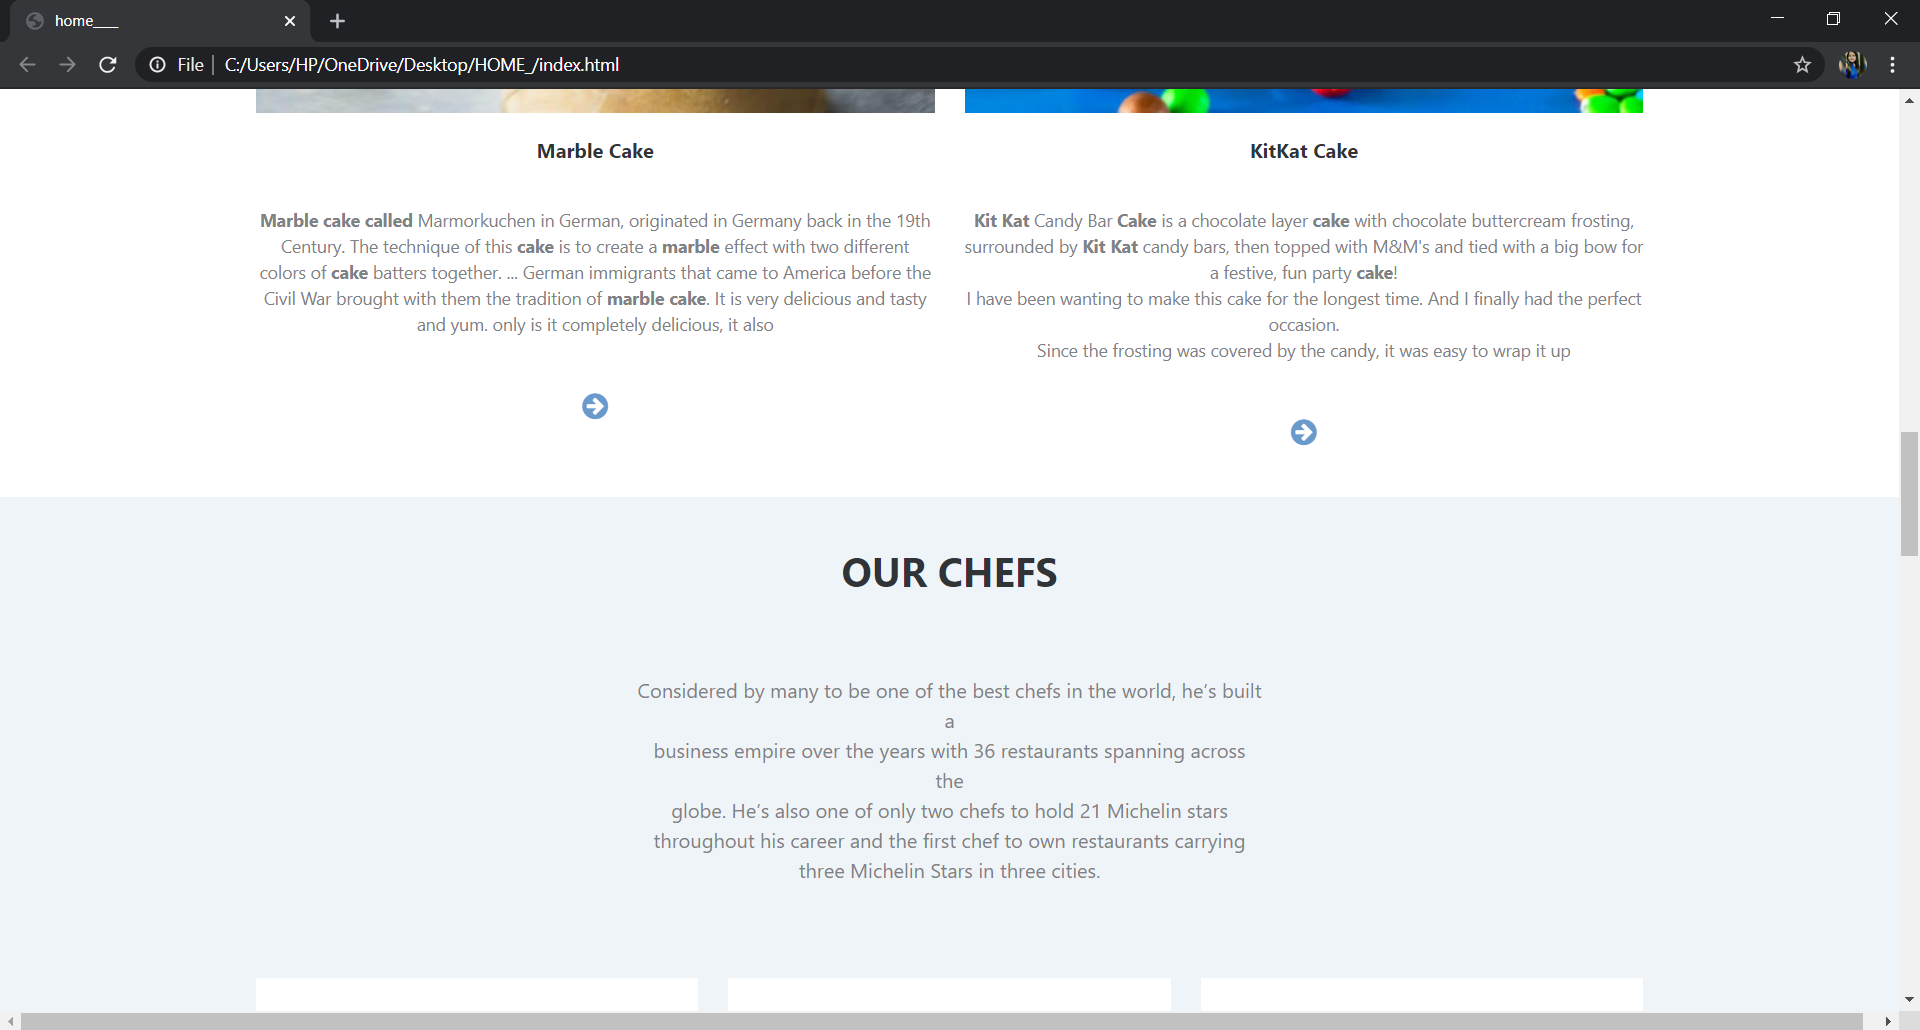 home____
File
C:/Users/HP/OneDrive/Desktop/HOME_/index.html
Marble Cake
Marble cake called Marmorkuchen in German, originated in Germany back in the 19th
Century. The technique of this cake is to create a marble effect with two different
colors of cake batters together. ... German immigrants that came to America before the
Civil War brought with them the tradition of marble cake. It is very delicious and tasty
and yum. only is it completely delicious, it also
KitKat Cake
Kit Kat Candy Bar Cake is a chocolate layer cake with chocolate buttercream frosting,
surrounded by Kit Kat candy bars, then topped with M&M's and tied with a big bow for
a festive, fun party cake!
I have been wanting to make this cake for the longest time. And I finally had the perfect
occasion.
Since the frosting was covered by the candy, it was easy to wrap it up
OUR CHEFS
Considered by many to be one of the best chefs in the world, he’s built
a
business empire over the years with 36 restaurants spanning across
the
globe. He’s also one of only two chefs to hold 21 Michelin stars
throughout his career and the first chef to own restaurants carrying
three Michelin Stars in three cities.